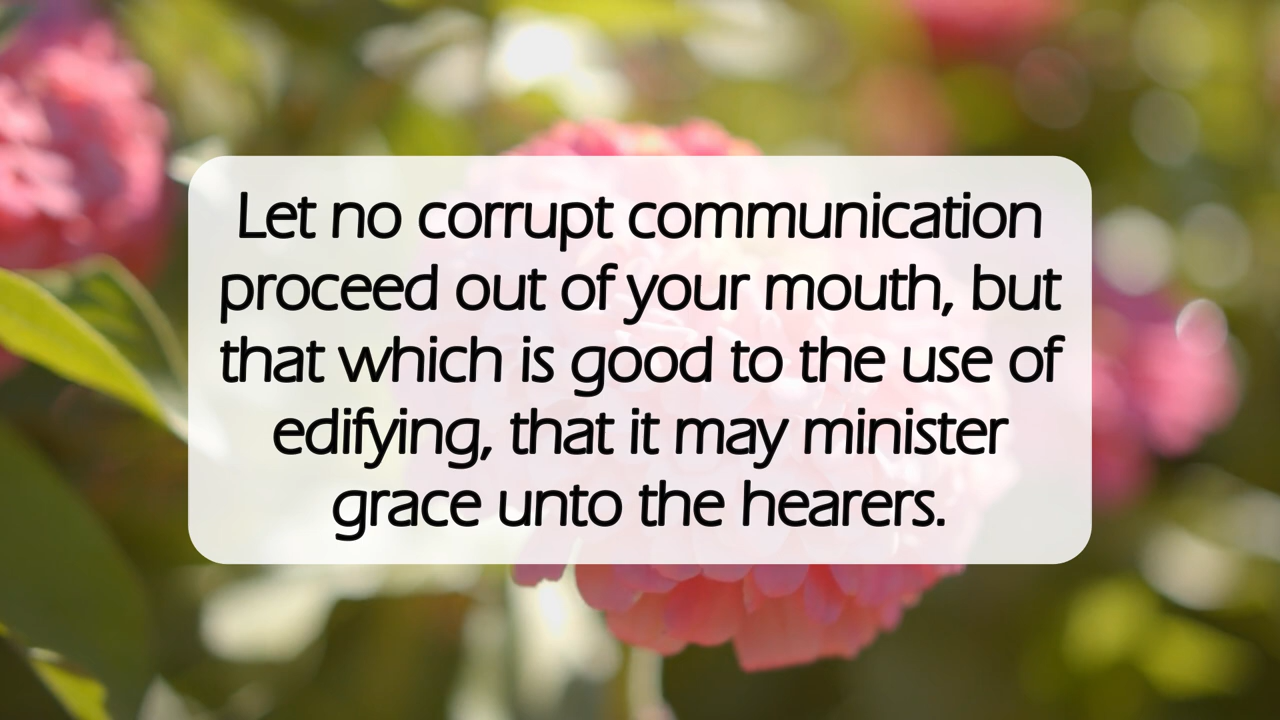 Let no corrupt communication
proceed out of your mouth, but
that which is good to the use of
edifying, that it may minister
grace unto the hearers.